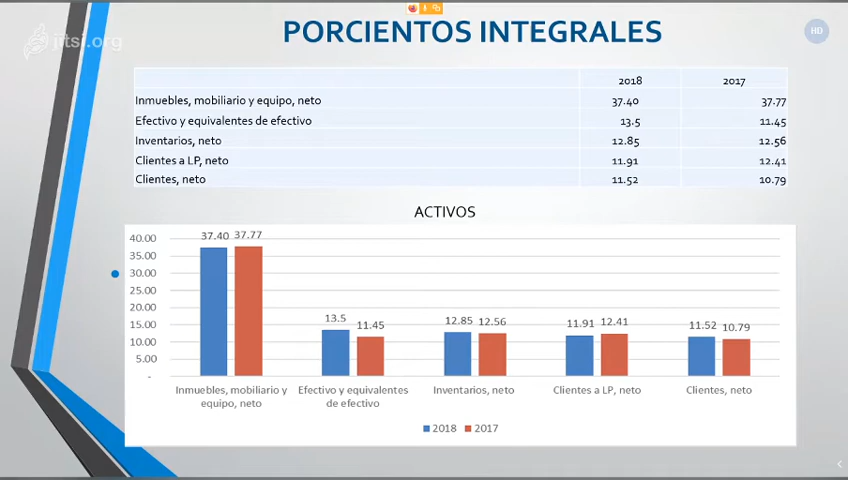 jitsi.org
PORCIENTOS INTEGRALES
HD
2018 2017
Inmuebles, mobiliario y equipo, neto 37.40 37.77
Efectivo y equivalentes de efectivo 13.5 11.45
Inventarios, neto 12.85 12.56
Clientes a LP, neto 11.91 12.41
Clientes, neto 11.52 10.79
ACTIVOS
40.00
35.00
30.00
25.00
20.00
15.00
10.00
5.00
-
37.40 37.77
13.5 11.45
12.85 12.56
11.91 12.41
11.52 10.79
Inmuebles, mobiliario y
equipo, neto
Efectivo y equivalentes
de efectivo
Inventarios, neto
Clientes a LP, neto
Clientes, neto
2018 2017